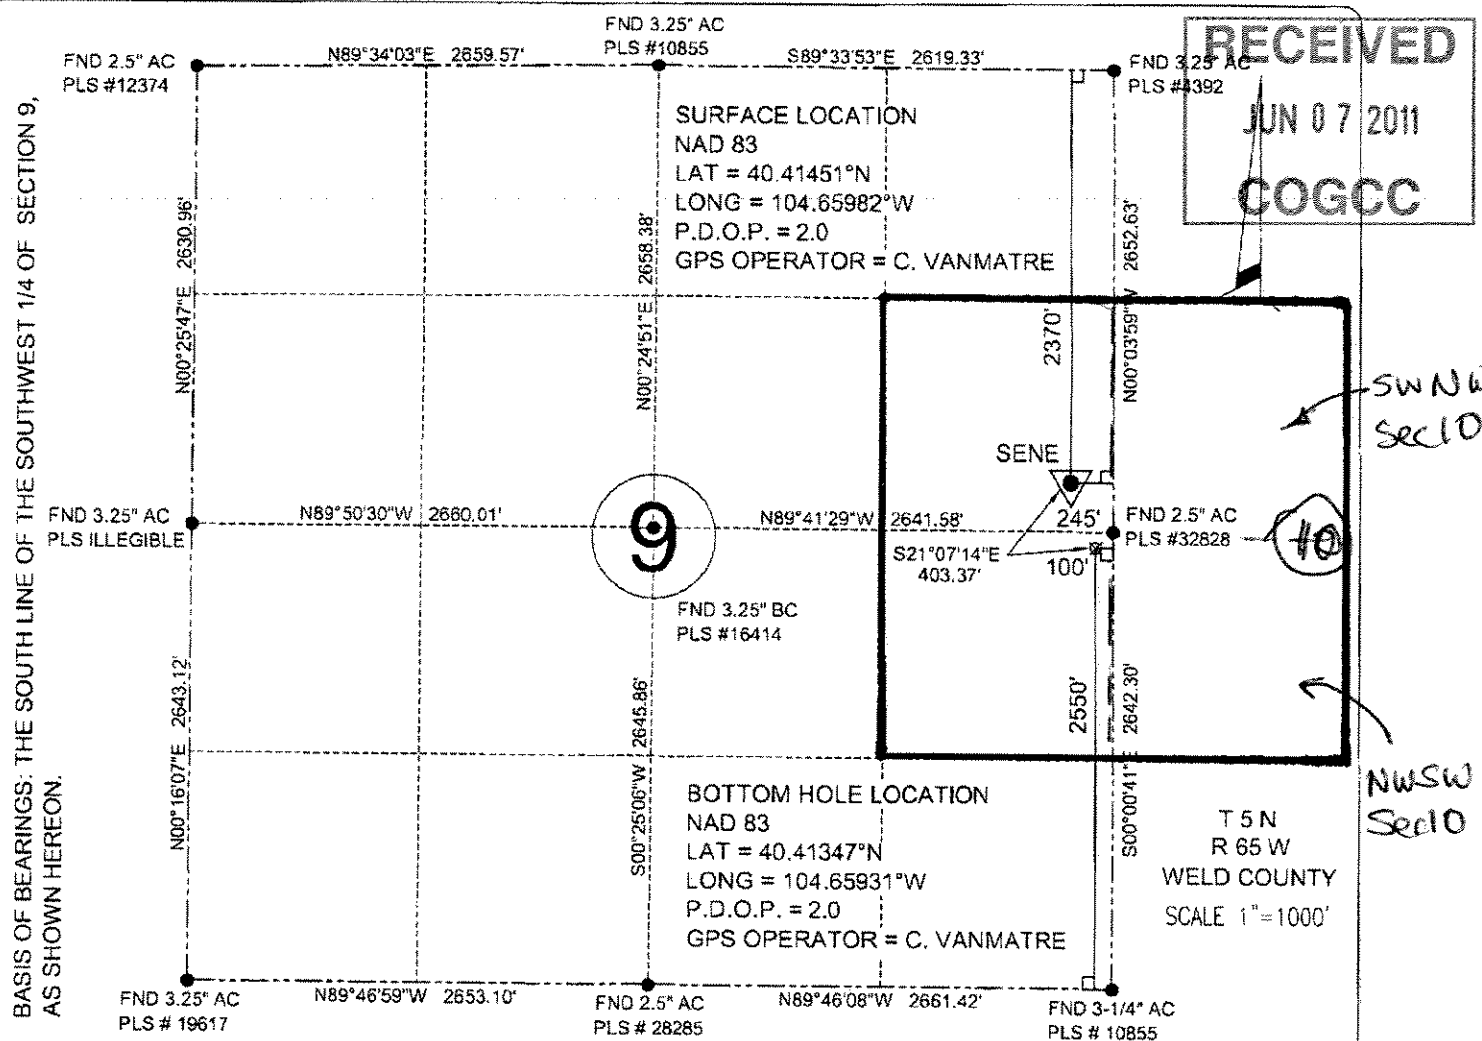 FND 3.25" AC
PLS #10855
FND 2.5" AC
PLS #12374
N89°34'03"E 2659.57'
S89°33'53"E 2619.33'
FND 3.25" AC
PLS #4392
RECEIVED
JUN 07 2011
COGCC
BASIS OF BEARINGS: THE SOUTH LINE OF THE SOUTHWEST 1/4 OF SECTION 9,
AS SHOWN HEREON.
SURFACE LOCATION
NAD 83
LAT = 40.41451°N
LONG = 104.65982°W
P.D.O.P. = 2.0
GPS OPERATOR = C. VANMATRE
N00°25'47"E 2630.96'
N00°24'51"E 2658.38'
N00°03'59"W 2652.63'
2370'
SWNW
Sec10
SENE
FND 3.25" AC
PLS ILLEGIBLE
N89°50'30"W 2660.01'
9
N89°41'29"W 2641.58'
245'
FND 2.5" AC
PLS #32828
10
S21°07'14"E
403.37'
100'
FND 3.25" BC
PLS #16414
N00°16'07"E 2643.12'
S00°25'06"W 2645.86'
2550'
S00°00'41"E 2642.30'
NWSW
Sec10
BOTTOM HOLE LOCATION
NAD 83
LAT = 40.41347°N
LONG = 104.65931°W
P.D.O.P. = 2.0
GPS OPERATOR = C. VANMATRE
T 5 N
R 65 W
WELD COUNTY
SCALE 1"=1000'
FND 3.25" AC
PLS # 19617
N89°46'59"W 2653.10'
FND 2.5" AC
PLS # 28285
N89°46'08"W 2661.42'
FND 3-1/4" AC
PLS # 10855